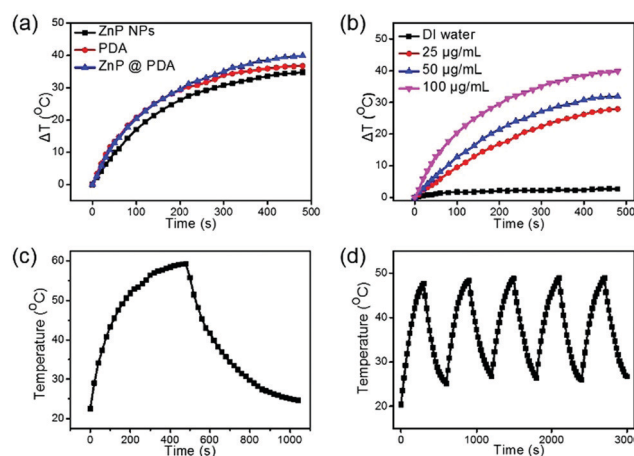 (a)
ZnP NPs
PDA
ZnP @ PDA
50
40
30
20
10
0
ΔT (°C)
0 100 200 300 400 500
Time (s)
(b)
DI water
25 μg/mL
50 μg/mL
100 μg/mL
50
40
30
20
10
0
ΔT (°C)
0 100 200 300 400 500
Time (s)
(c)
60
50
40
30
20
Temperature (°C)
0 200 400 600 800 1000
Time (s)
(d)
60
50
40
30
20
Temperature (°C)
0 1000 2000 3000
Time (s)